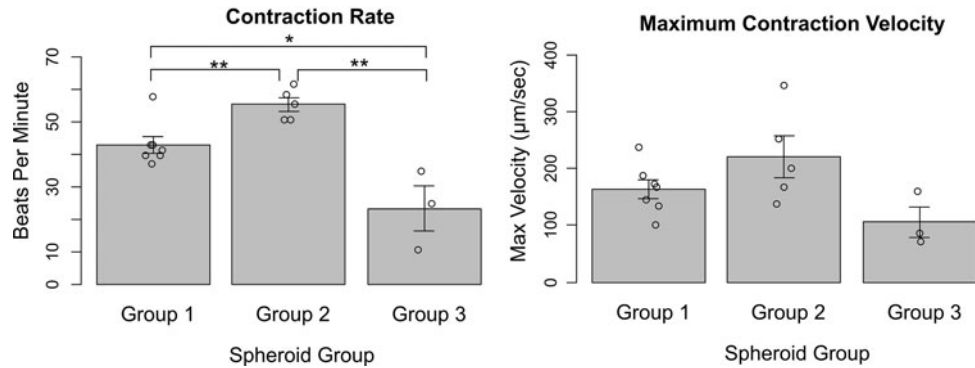 Contraction Rate
*
** **
Beats Per Minute
0 10 30 50 70
Group 1 Group 2 Group 3
Spheroid Group
Maximum Contraction Velocity
Max Velocity (μm/sec)
0 100 200 300 400
Group 1 Group 2 Group 3
Spheroid Group